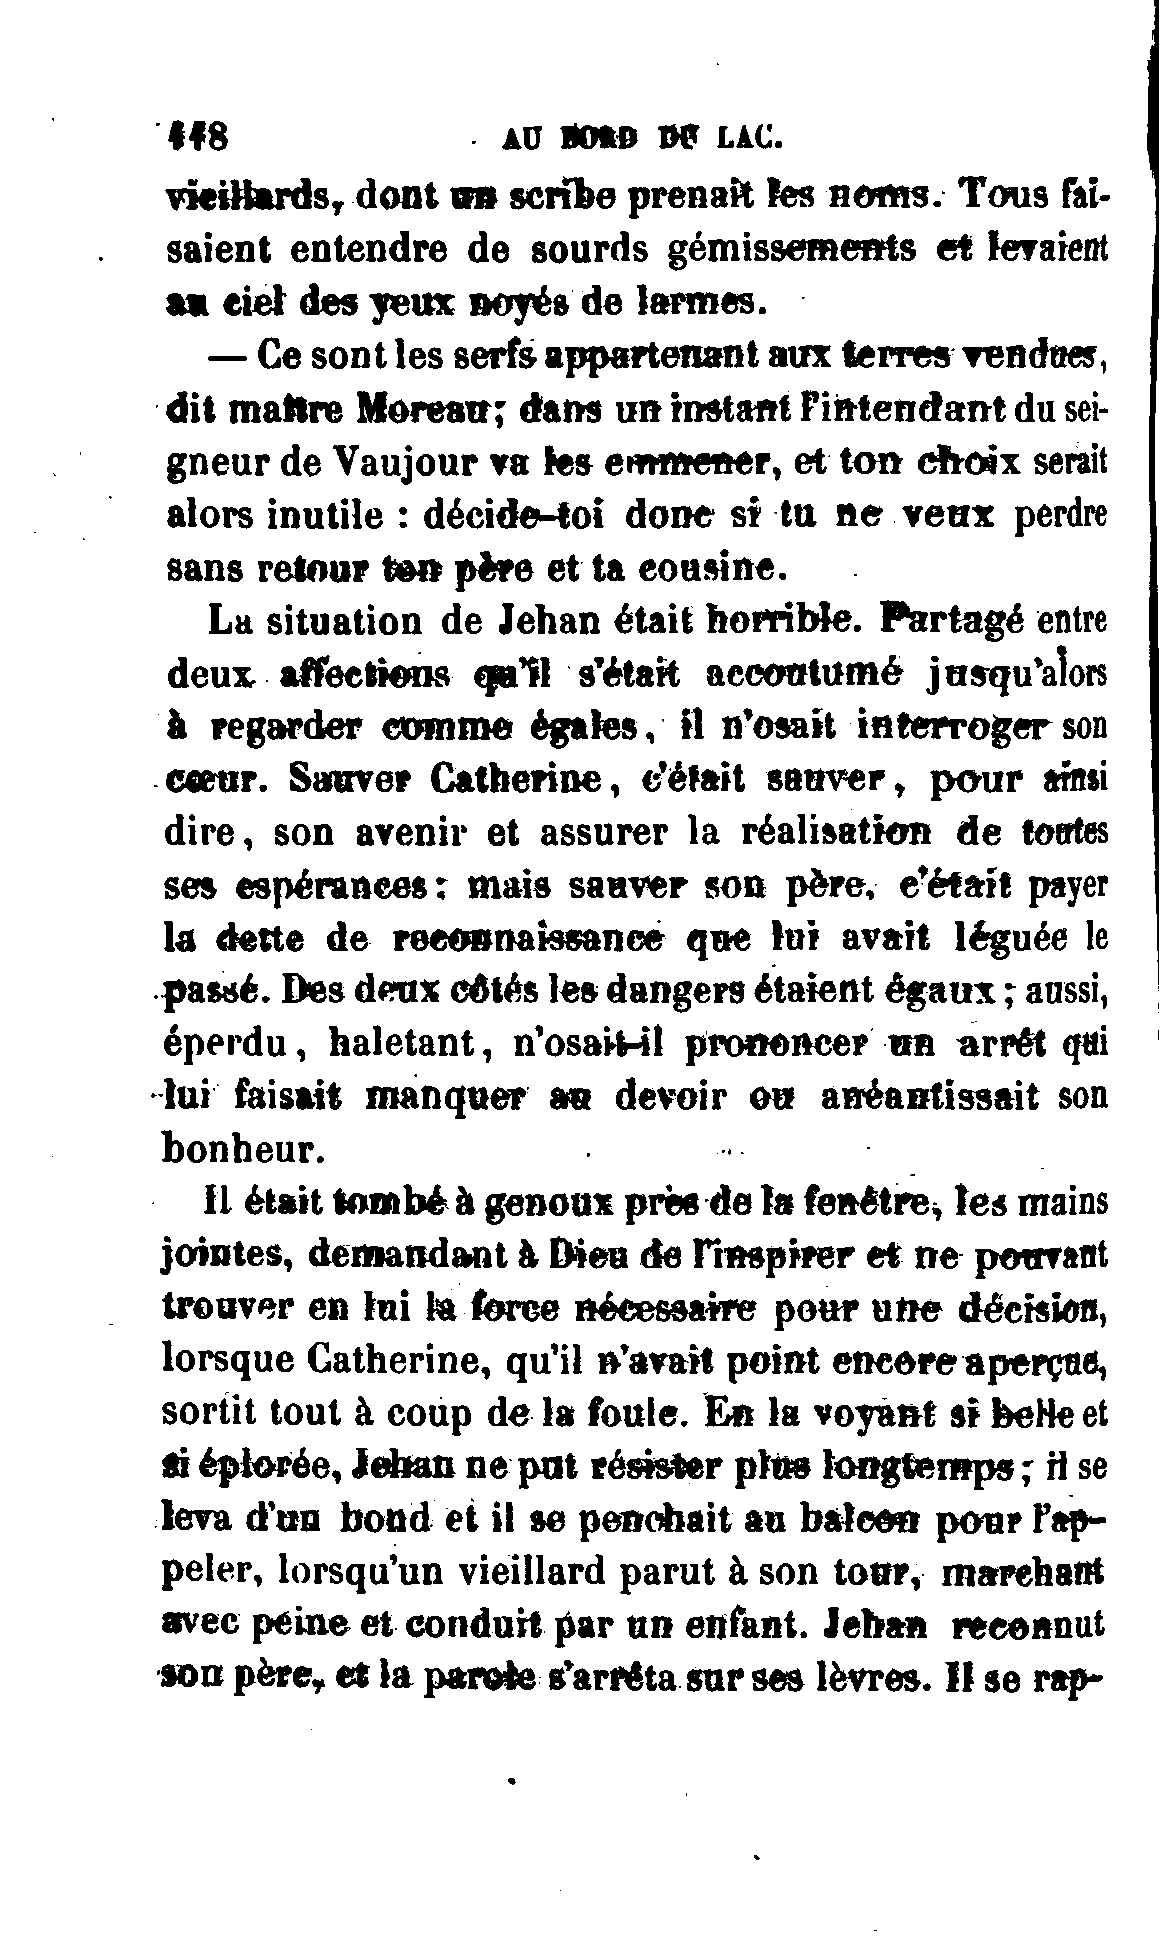 118 AU BORD DU LAC.
vieillards, dont un scribe prenait les noms. Tous fai-
saient entendre de sourds gémissements et levaient
au ciel des yeux noyés de larmes.
— Ce sont les serfs appartenant aux terres vendues,
dit maître Moreau; dans un instant l'intendant du sei-
gneur de Vaujour va les emmener, et ton choix serait
alors inutile : décide-toi donc si tu ne veux perdre
sans retour ton père et ta cousine.
La situation de Jehan était horrible. Partagé entre
deux affections qu'il s'était accoutumé jusqu'alors
à regarder comme égales, il n'osait interroger son
cœur. Sauver Catherine, c'était sauver, pour ainsi
dire, son avenir et assurer la réalisation de toutes
ses espérances: mais sauver son père, c'était payer
la dette de reconnaissance que lui avait léguée le
passé. Des deux côtés les dangers étaient égaux ; aussi,
éperdu, haletant, n'osait-il prononcer un arrêt qui
lui faisait manquer au devoir ou anéantissait son
bonheur.
Il était tombé à genoux près de la fenêtre, les mains
jointes, demandant à Dieu de l'inspirer et ne pouvant
trouver en lui la force nécessaire pour une décision,
lorsque Catherine, qu'il n'avait point encore aperçue,
sortit tout à coup de la foule. En la voyant si belle et
si éplorée, Jehan ne put résister plus longtemps ; il se
leva d'un bond et il se penchait au balcon pour l'ap-
peler, lorsqu'un vieillard parut à son tour, marchant
avec peine et conduit par un enfant. Jehan reconnut
son père, et la parole s'arrêta sur ses lèvres. Il se rap-